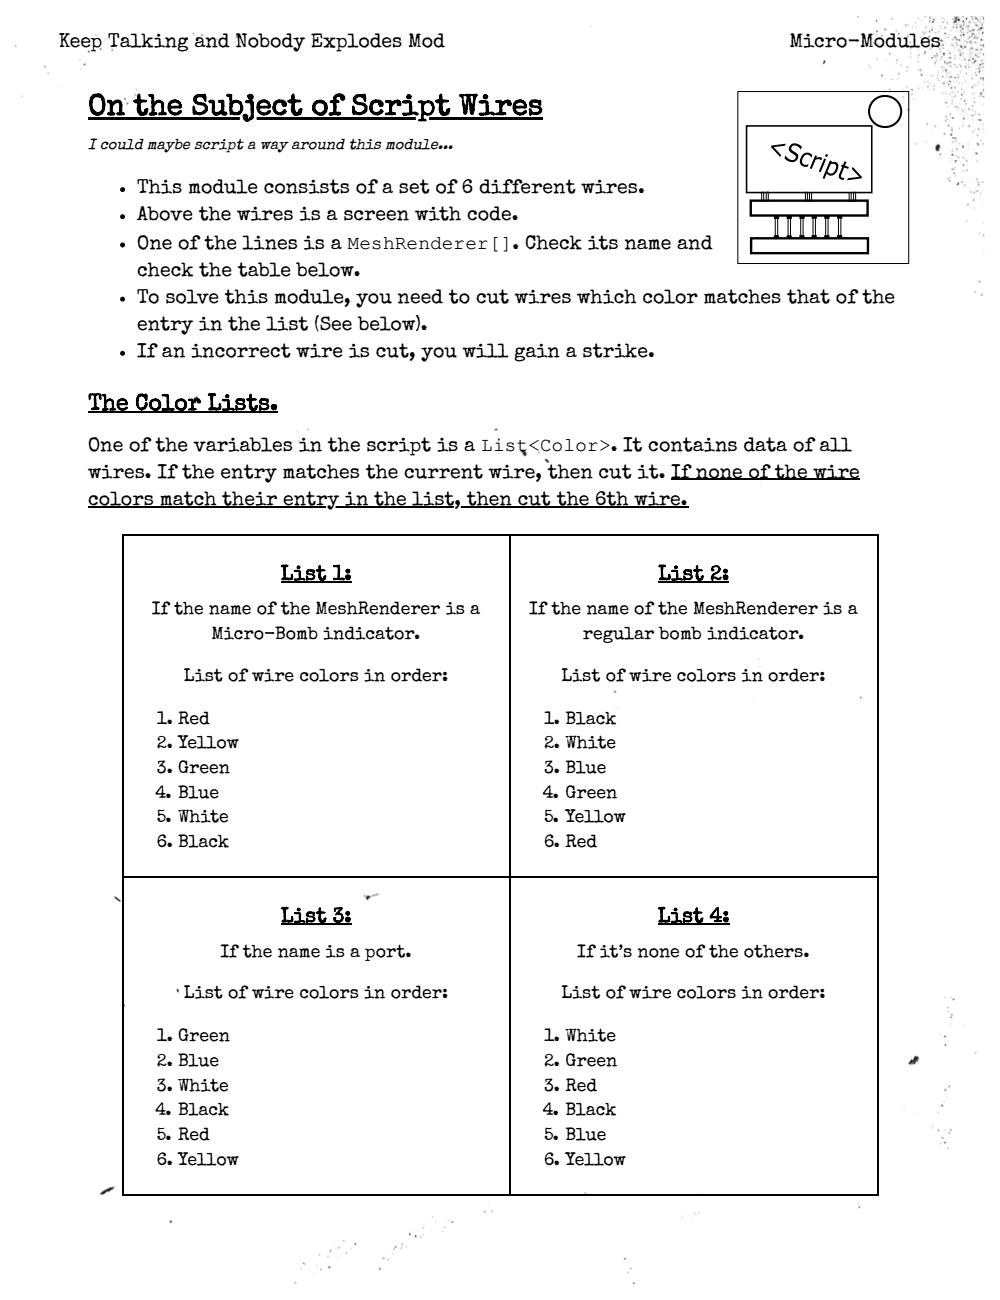 Keep Talking and Nobody Explodes Mod
Micro-Modules
On the Subject of Script Wires
I could maybe script a way around this module…
<Script>
• This module consists of a set of 6 different wires.
• Above the wires is a screen with code.
• One of the lines is a MeshRenderer[]. Check its name and
check the table below.
• To solve this module, you need to cut wires which color matches that of the
entry in the list (See below).
• If an incorrect wire is cut, you will gain a strike.
The Color Lists.
One of the variables in the script is a List<Color>. It contains data of all
wires. If the entry matches the current wire, then cut it. If none of the wire
colors match their entry in the list, then cut the 6th wire.
List 1:
If the name of the MeshRenderer is a
Micro-Bomb indicator.
List of wire colors in order:
1. Red
2. Yellow
3. Green
4. Blue
5. White
6. Black
List 2:
If the name of the MeshRenderer is a
regular bomb indicator.
List of wire colors in order:
1. Black
2. White
3. Blue
4. Green
5. Yellow
6. Red
List 3:
If the name is a port.
List of wire colors in order:
1. Green
2. Blue
3. White
4. Black
5. Red
6. Yellow
List 4:
If it's none of the others.
List of wire colors in order:
1. White
2. Green
3. Red
4. Black
5. Blue
6. Yellow